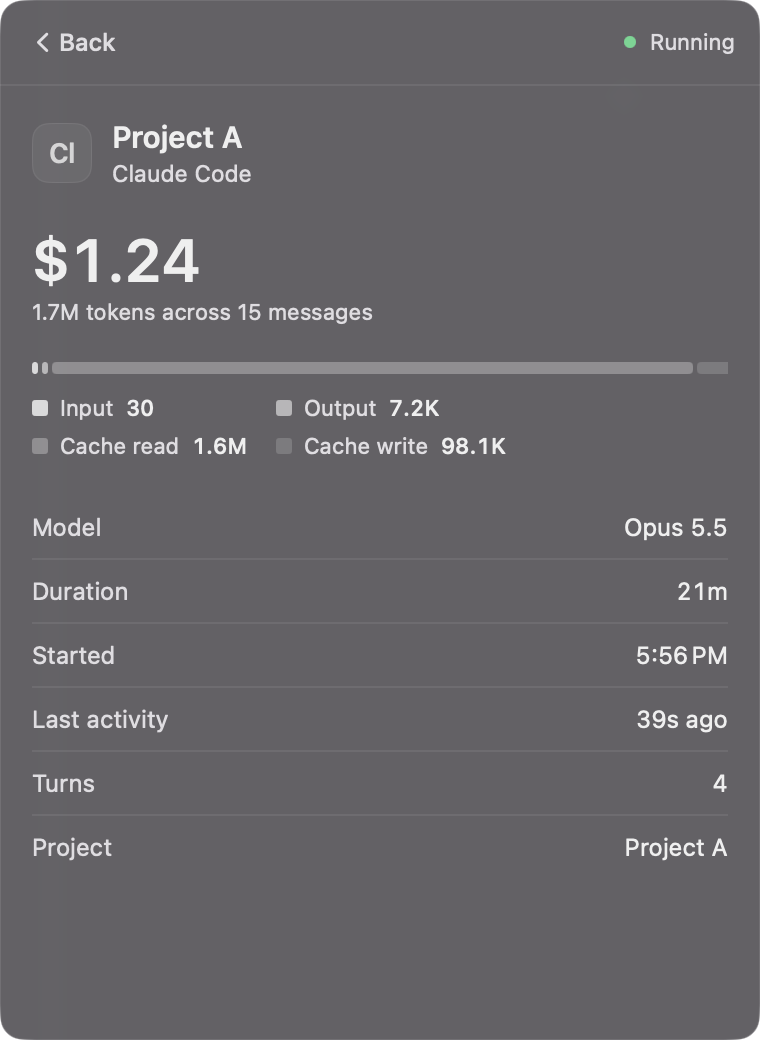 Back
Running
Cl
Project A
Claude Code
$1.24
1.7M tokens across 15 messages
Input 30
Output 7.2K
Cache read 1.6M
Cache write 98.1K
Model Opus 5.5
Duration 21m
Started 5:56 PM
Last activity 39s ago
Turns 4
Project Project A